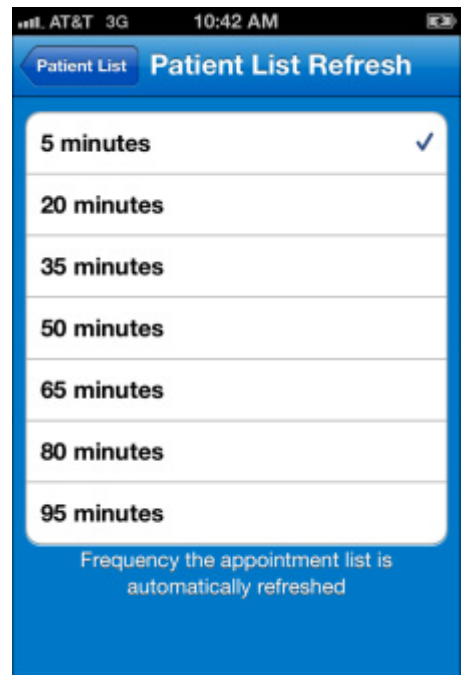 AT&T 3G 10:42 AM
Patient List Patient List Refresh
5 minutes
20 minutes
35 minutes
50 minutes
65 minutes
80 minutes
95 minutes
Frequency the appointment list is
automatically refreshed